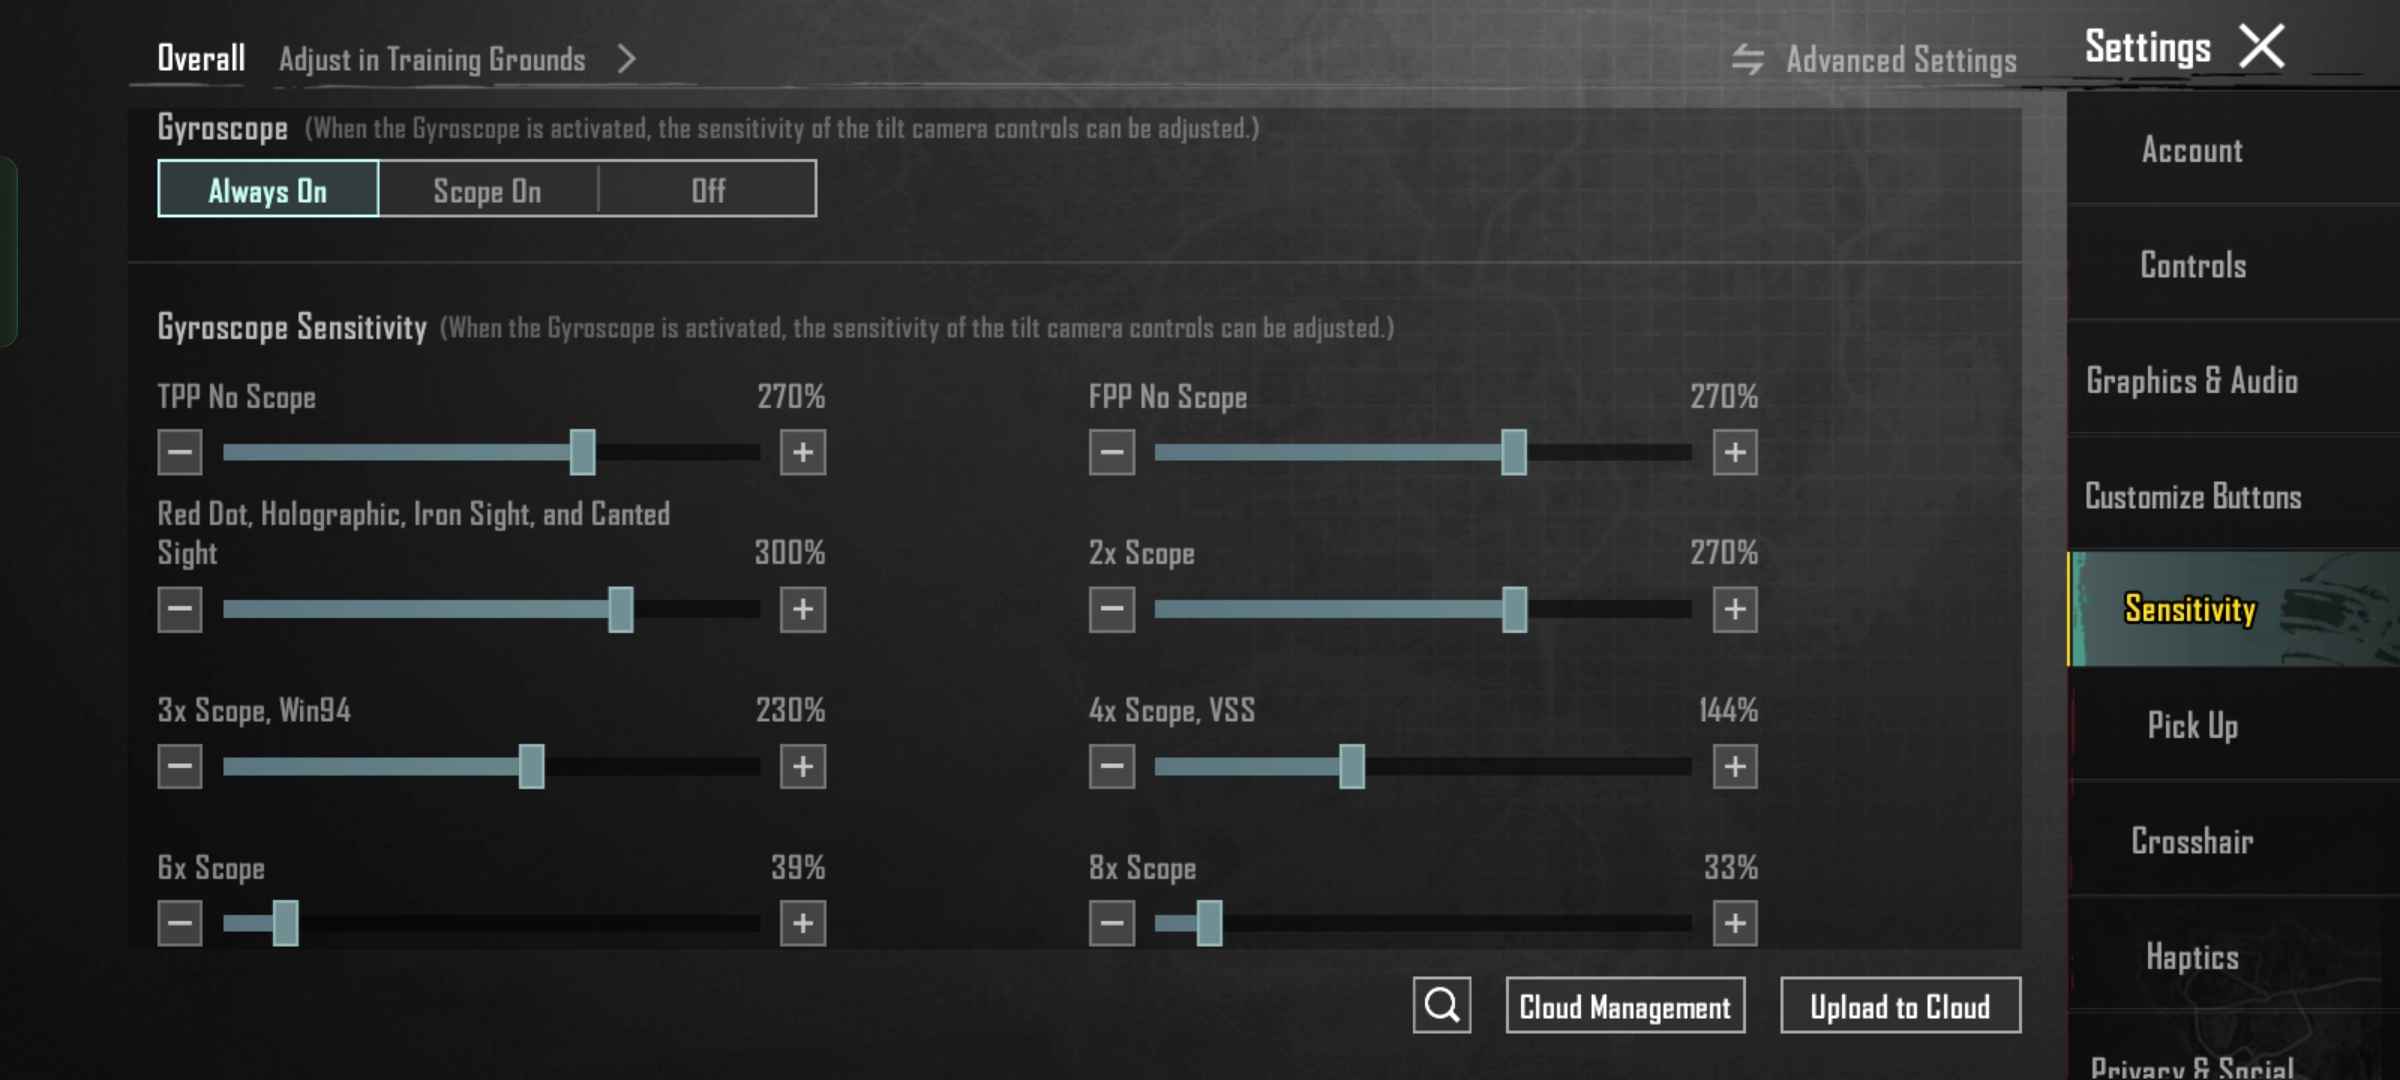 Overall
Adjust in Training Grounds
Advanced Settings
Settings
Gyroscope (When the Gyroscope is activated, the sensitivity of the tilt camera controls can be adjusted.)
Always On
Scope On
Off
Gyroscope Sensitivity (When the Gyroscope is activated, the sensitivity of the tilt camera controls can be adjusted.)
TPP No Scope 270%
FPP No Scope 270%
Red Dot, Holographic, Iron Sight, and Canted
Sight 300%
2x Scope 270%
3x Scope, Win94 230%
4x Scope, VSS 144%
6x Scope 39%
8x Scope 33%
Cloud Management
Upload to Cloud
Account
Controls
Graphics & Audio
Customize Buttons
Sensitivity
Pick Up
Crosshair
Haptics
Privacy & Social